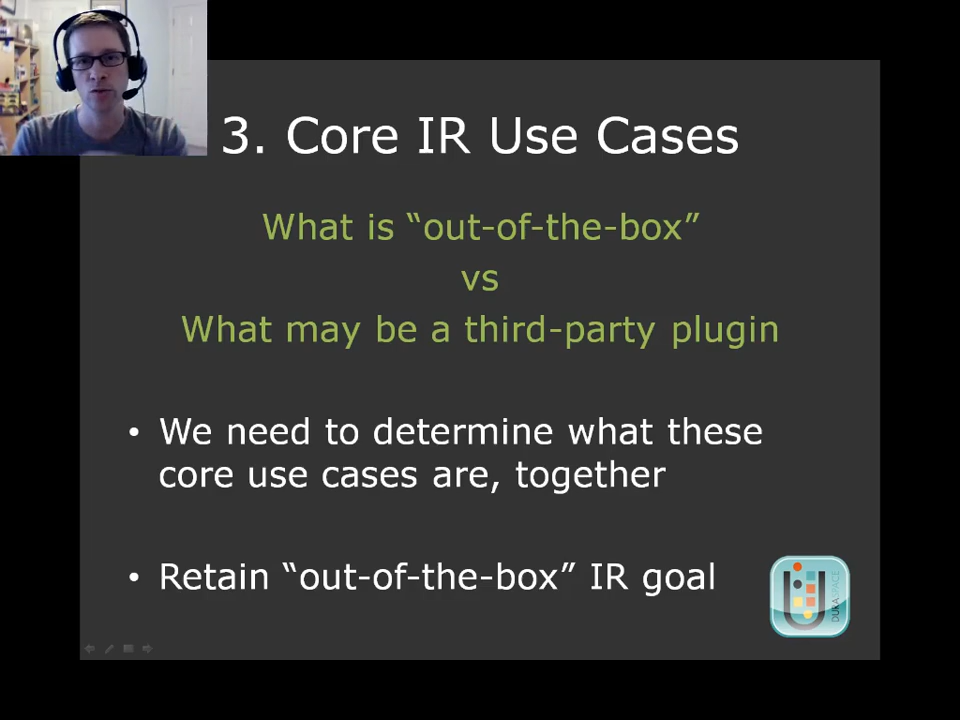 3. Core IR Use Cases
What is “out-of-the-box”
vs
What may be a third-party plugin
• We need to determine what these
core use cases are, together
• Retain “out-of-the-box” IR goal
DURASPACE